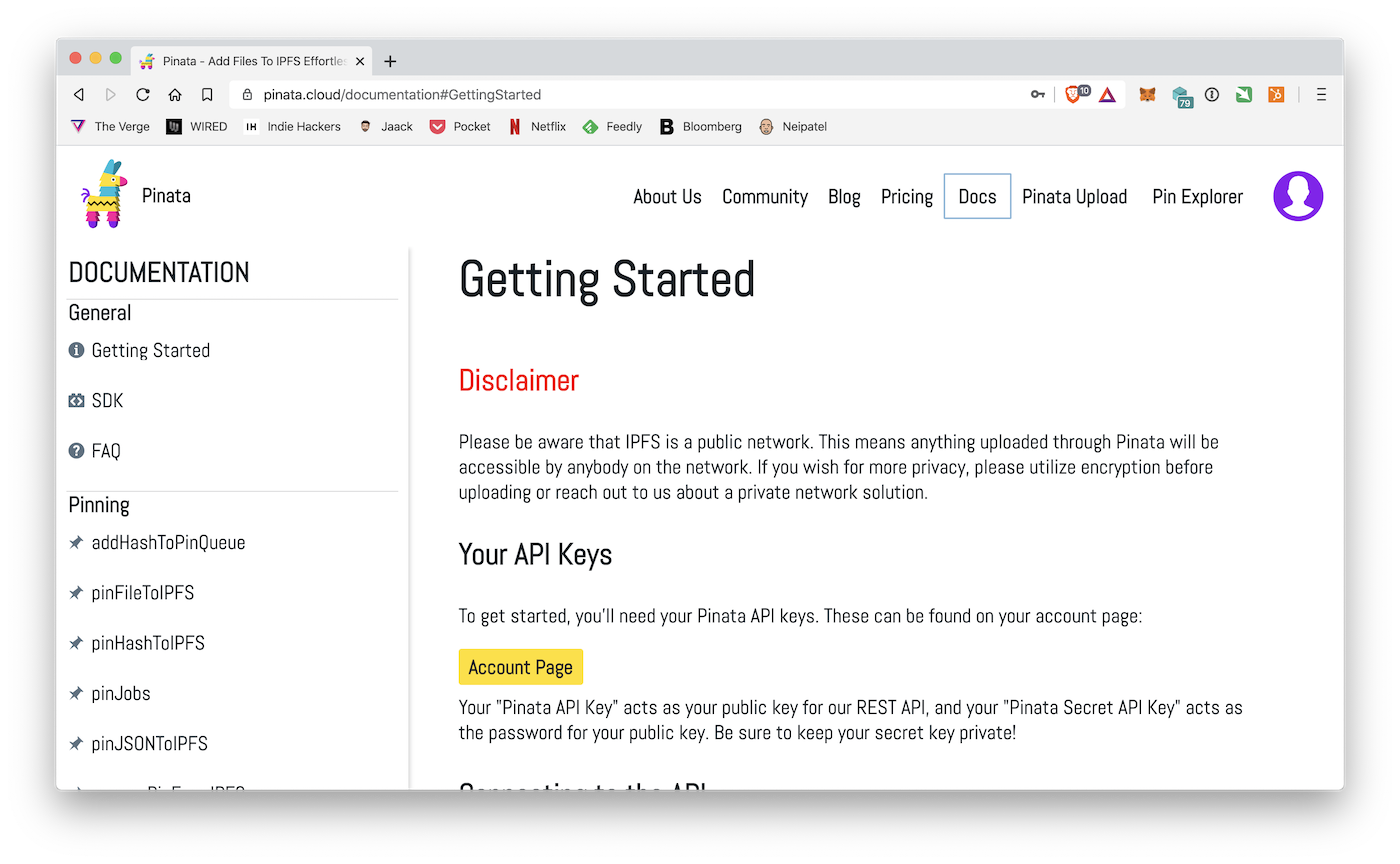 Pinata - Add Files To IPFS Effortles
pinata.cloud/documentation#GettingStarted
10
79
The Verge
WIRED
IH Indie Hackers
Jaack
Pocket
Netflix
Feedly
B Bloomberg
Neipatel
Pinata
About Us
Community
Blog
Pricing
Docs
Pinata Upload
Pin Explorer
DOCUMENTATION
General
Getting Started
SDK
FAQ
Pinning
addHashToPinQueue
pinFileToIPFS
pinHashToIPFS
pinJobs
pinJSONToIPFS
Getting Started
Disclaimer
Please be aware that IPFS is a public network. This means anything uploaded through Pinata will be
accessible by anybody on the network. If you wish for more privacy, please utilize encryption before
uploading or reach out to us about a private network solution.
Your API Keys
To get started, you'll need your Pinata API keys. These can be found on your account page:
Account Page
Your "Pinata API Key" acts as your public key for our REST API, and your "Pinata Secret API Key" acts as
the password for your public key. Be sure to keep your secret key private!
Connecting to the API